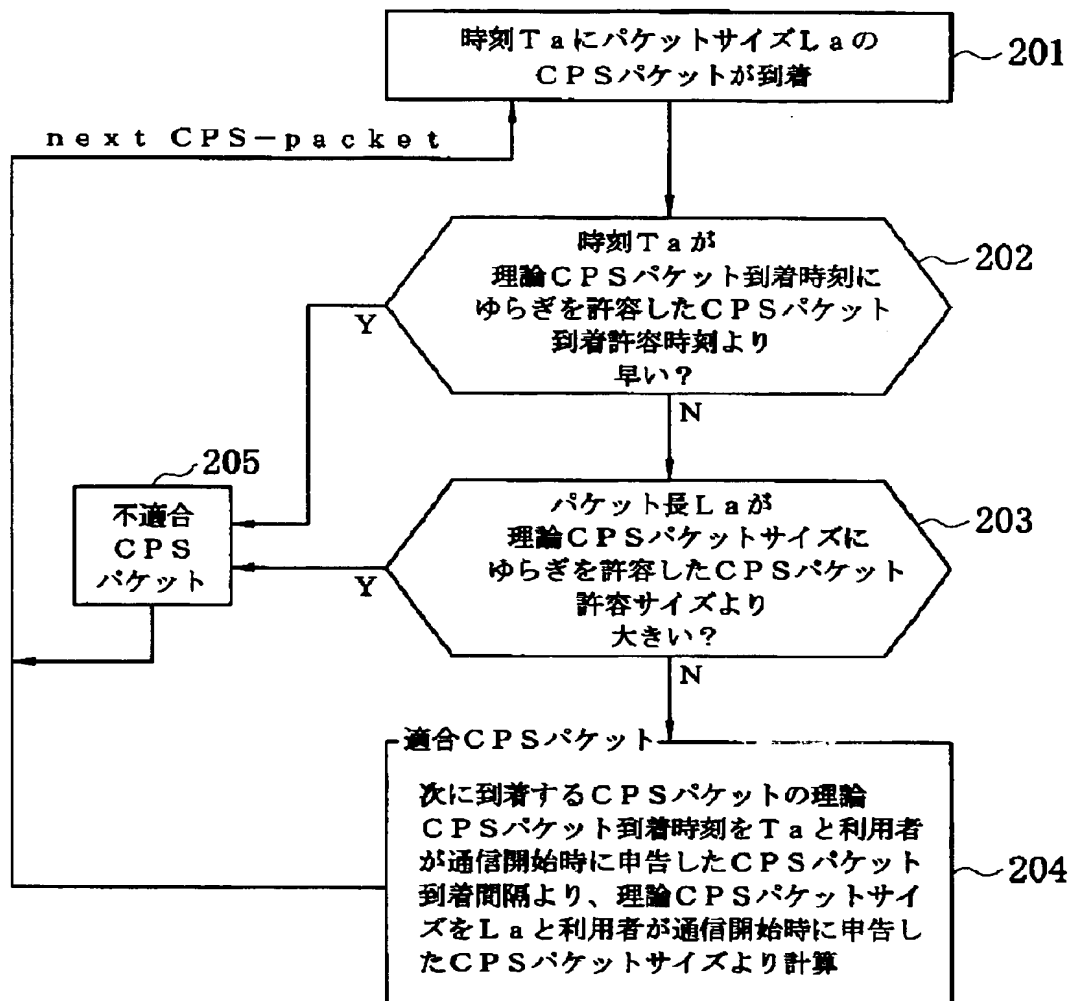 時刻TaにパケットサイズLaの
CPSパケットが到着
201
next CPS-packet
時刻Taが
理論CPSパケット到着時刻に
ゆらぎを許容したCPSパケット
到着許容時刻より
早い?
202
Y
N
205
不適合
CPS
パケット
パケット長Laが
理論CPSパケットサイズに
ゆらぎを許容したCPSパケット
許容サイズより
大きい?
203
Y
N
適合CPSパケット
次に到着するCPSパケットの理論
CPSパケット到着時刻をTaと利用者
が通信開始時に申告したCPSパケット
到着間隔より、理論CPSパケットサイ
ズをLaと利用者が通信開始時に申告し
たCPSパケットサイズより計算
204